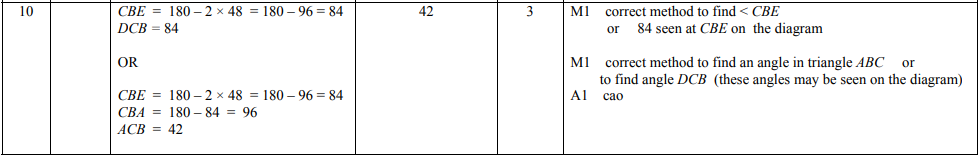 10
CBE = 180 – 2 × 48 = 180 – 96 = 84
DCB = 84
OR
CBE = 180 – 2 × 48 = 180 – 96 = 84
CBA = 180 – 84 = 96
ACB = 42
42
3
M1 correct method to find < CBE
or 84 seen at CBE on the diagram
M1 correct method to find an angle in triangle ABC or
to find angle DCB (these angles may be seen on the diagram)
A1 cao